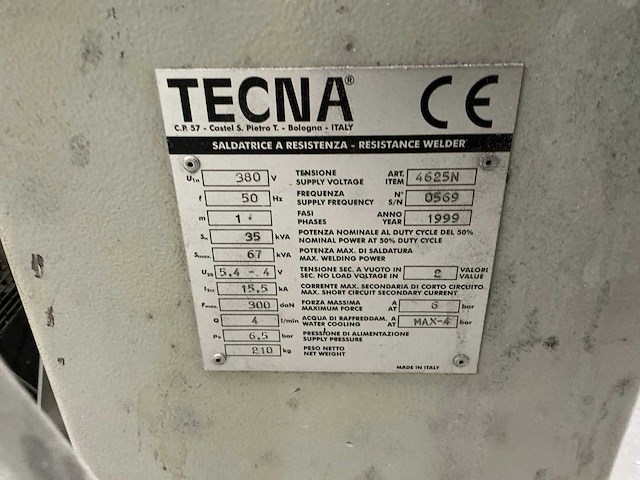 TECNA® CE
C.P. 57 - Castel S. Pietro T. - Bologna - ITALY
SALDATRICE A RESISTENZA - RESISTANCE WELDER
U1n 380 V TENSIONE SUPPLY VOLTAGE ART. ITEM 4625N
f 50 Hz FREQUENZA SUPPLY FREQUENCY N° S/N 0569
m 1 FASI PHASES ANNO YEAR 1999
Sn 35 kVA POTENZA NOMINALE AL DUTY CYCLE DEL 50% NOMINAL POWER AT 50% DUTY CYCLE
Smax. 67 kVA POTENZA MAX. DI SALDATURA MAX. WELDING POWER
U20 5,4 - 4 V TENSIONE SEC. A VUOTO IN SEC. NO LOAD VOLTAGE IN 2 VALORI VALUE
15,5 kA CORRENTE MAX. SECONDARIA DI CORTO CIRCUITO MAX. SHORT CIRCUIT SECONDARY CURRENT
Fmax. 300 daN FORZA MASSIMA MAXIMUM FORCE A AT 6 bar
Q 4 l/min ACQUA DI RAFFREDDAM. WATER COOLING A AT MAX-4 bar
6,5 bar PRESSIONE DI ALIMENTAZIONE SUPPLY PRESSURE
210 kg PESO NETTO NET WEIGHT
MADE IN ITALY